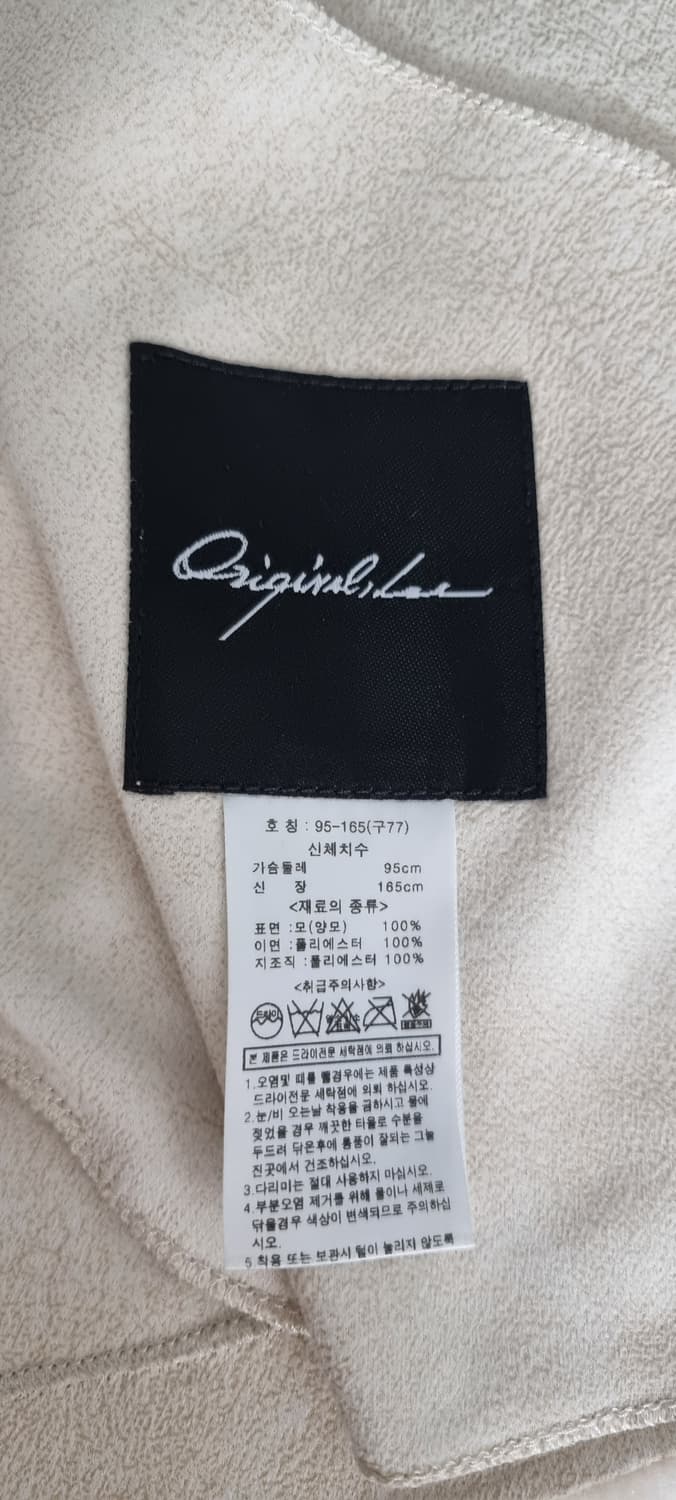 Original, Lee
호 칭 : 95-165(구77)
신체치수
가슴둘레 95cm
신 장 165cm
<재료의 종류>
표면 : 모(양모) 100%
이면 : 폴리에스터 100%
지조직 : 폴리에스터 100%
<취급주의사항>
드라이
본 제품은 드라이전문 세탁점에 의뢰 하십시오.
1.오염및 때를 뺄경우에는 제품 특성상
드라이전문 세탁점에 의뢰 하십시오.
2.눈/비 오는날 착용을 금하시고 물에
젖었을 경우 깨끗한 타올로 수분을
두드려 닦은후에 통풍이 잘되는 그늘
진곳에서 건조하십시오.
3.다리미는 절대 사용하지 마십시오.
4.부분오염 제거를 위해 물이나 세제로
닦을경우 색상이 변색되므로 주의하십
시오.
5 착용 또는 보관시 털이 눌리지 않도록